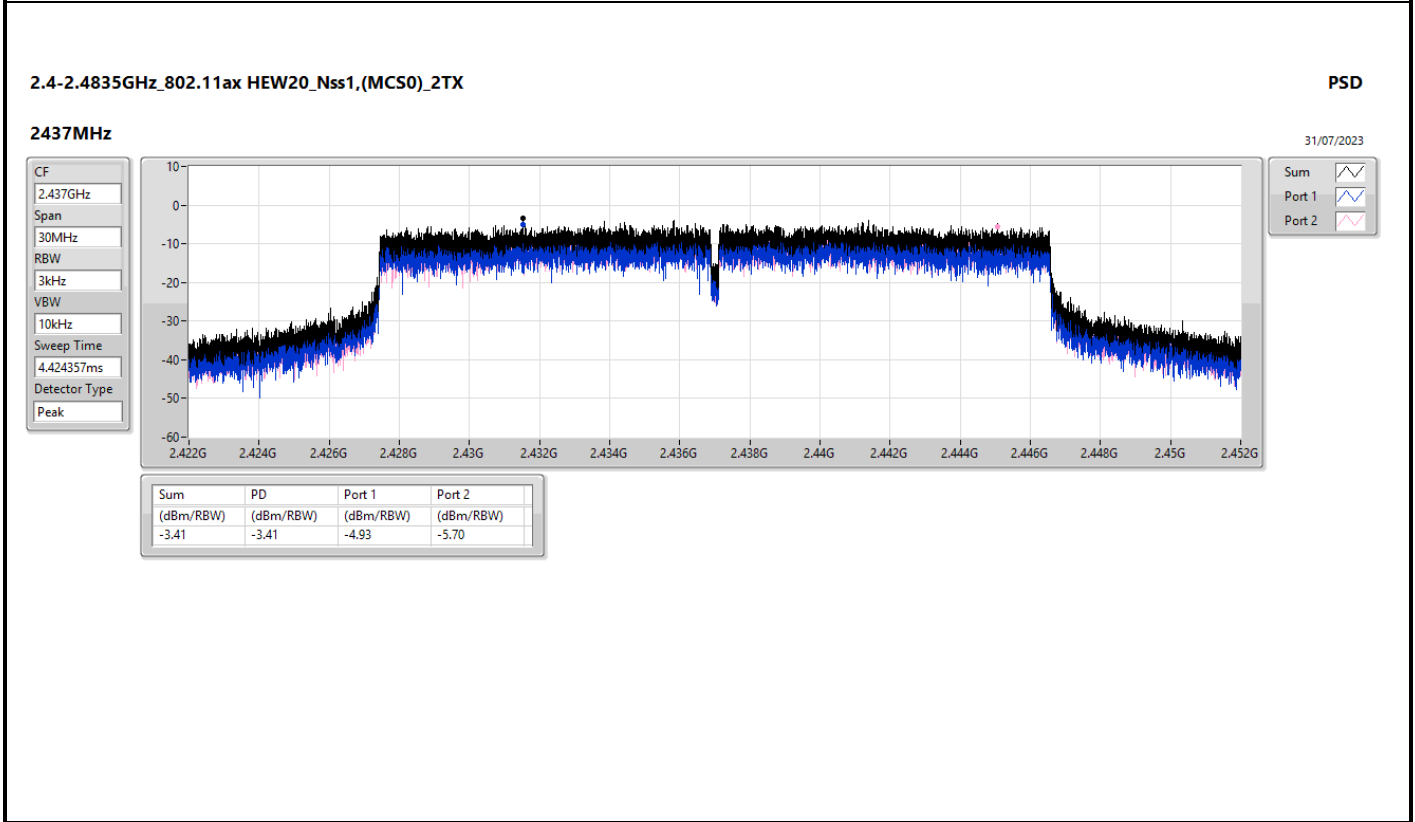 2.4-2.4835GHz_802.11ax HEW20_Nss1,(MCS0)_2TX
PSD
2437MHz
31/07/2023
CF
2.437GHz
Span
30MHz
RBW
3kHz
VBW
10kHz
Sweep Time
4.424357ms
Detector Type
Peak
10
0
-10
-20
-30
-40
-50
-60
2.422G 2.424G 2.426G 2.428G 2.43G 2.432G 2.434G 2.436G 2.438G 2.44G 2.442G 2.444G 2.446G 2.448G 2.45G 2.452G
Sum
Port 1
Port 2
Sum PD Port 1 Port 2
(dBm/RBW) (dBm/RBW) (dBm/RBW) (dBm/RBW)
-3.41 -3.41 -4.93 -5.70